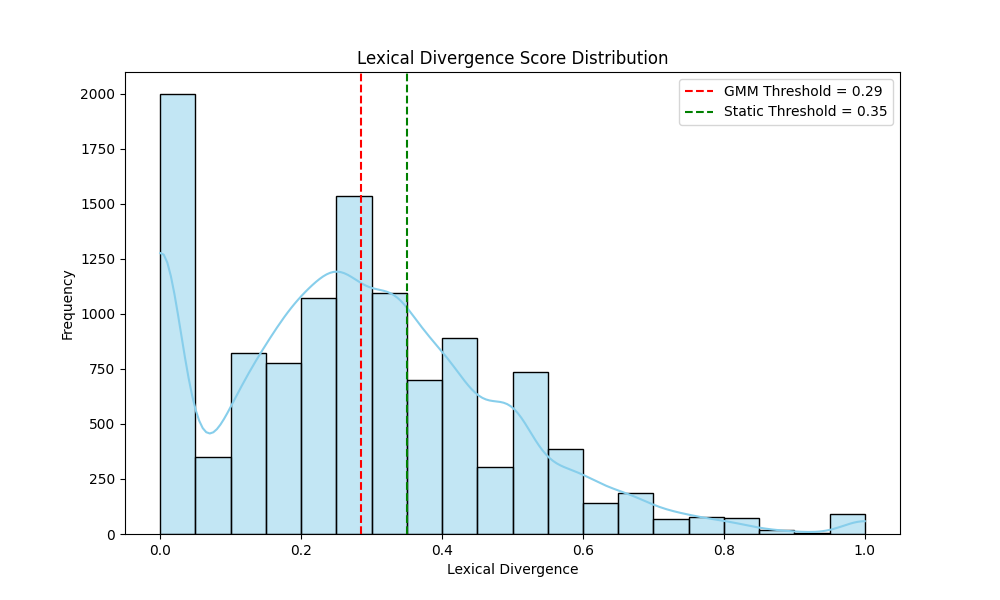 Lexical Divergence Score Distribution
GMM Threshold = 0.29
Static Threshold = 0.35
Frequency
2000
1750
1500
1250
1000
750
500
250
0
0.0 0.2 0.4 0.6 0.8 1.0
Lexical Divergence